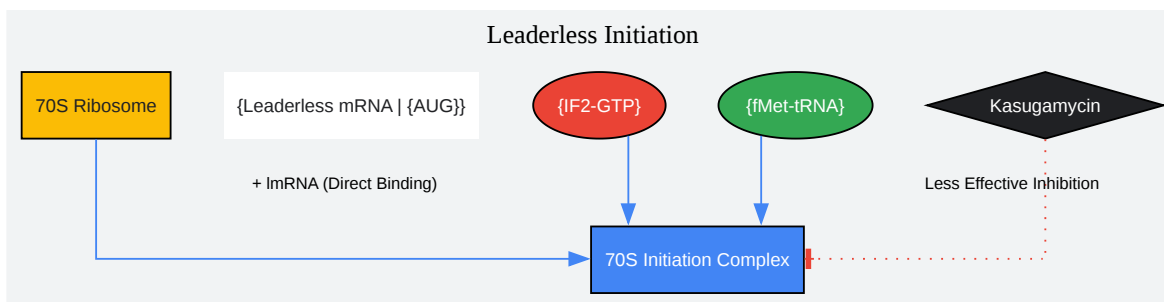 Leaderless Initiation
70S Ribosome
{Leaderless mRNA | {AUG}}
{IF2-GTP}
{fMet-tRNA}
Kasugamycin
+ lmRNA (Direct Binding)
Less Effective Inhibition
70S Initiation Complex